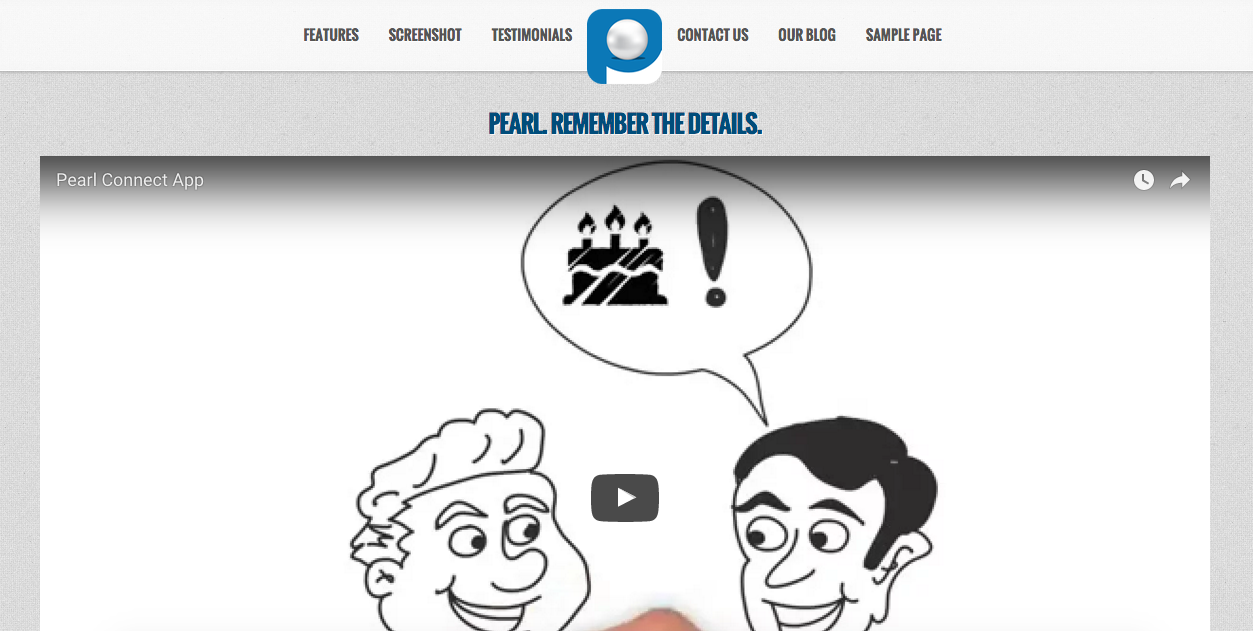 FEATURES SCREENSHOT TESTIMONIALS CONTACT US OUR BLOG SAMPLE PAGE
PEARL. REMEMBER THE DETAILS.
Pearl Connect App
!